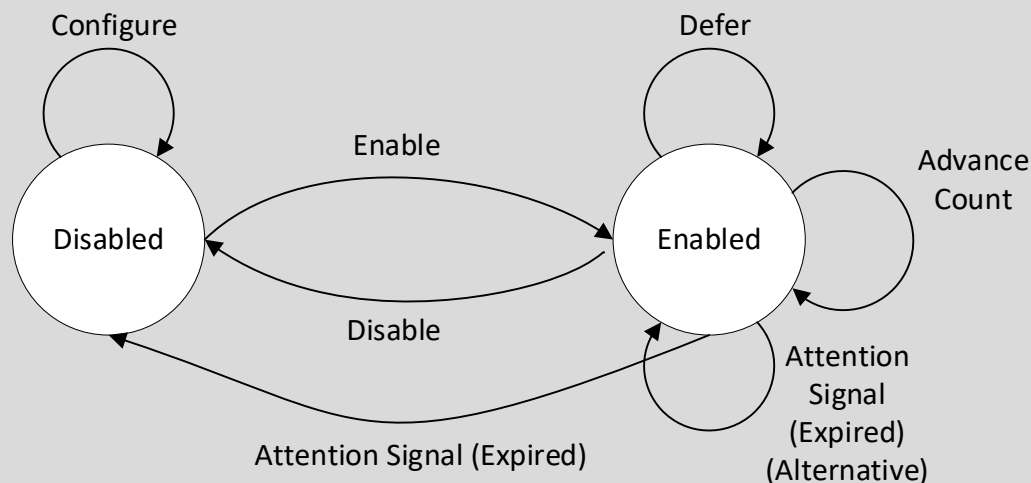 Configure
Defer
Enable
Advance
Count
Disabled
Enabled
Disable
Attention
Signal
(Expired)
(Alternative)
Attention Signal (Expired)